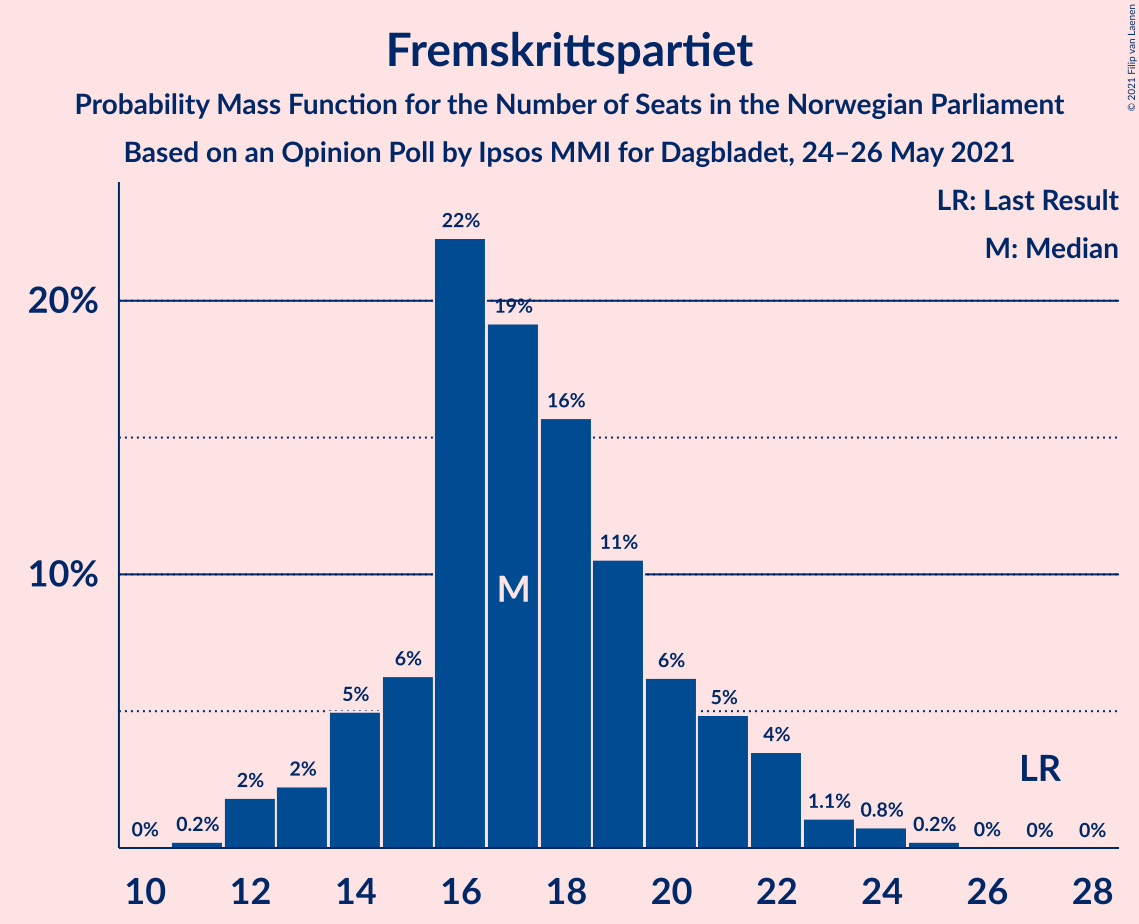 Fremskrittspartiet
Probability Mass Function for the Number of Seats in the Norwegian Parliament
Based on an Opinion Poll by Ipsos MMI for Dagbladet, 24–26 May 2021
© 2021 Filip van Laenen
LR: Last Result
M: Median
20%
10%
0% 0.2% 2% 2% 5% 6% 22% 19% 16% 11% 6% 5% 4% 1.1% 0.8% 0.2% 0% 0% 0%
M
LR
10 12 14 16 18 20 22 24 26 28